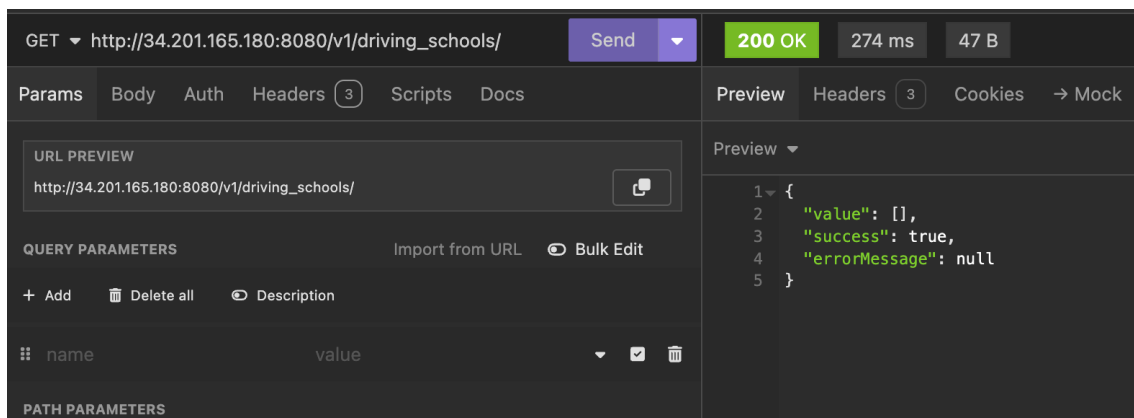 GET http://34.201.165.180:8080/v1/driving_schools/ Send
Params Body Auth Headers 3 Scripts Docs
URL PREVIEW
http://34.201.165.180:8080/v1/driving_schools/
QUERY PARAMETERS Import from URL Bulk Edit
+ Add Delete all Description
name value
PATH PARAMETERS
200 OK 274 ms 47 B
Preview Headers 3 Cookies → Mock
Preview
1 {
2 "value": [],
3 "success": true,
4 "errorMessage": null
5 }